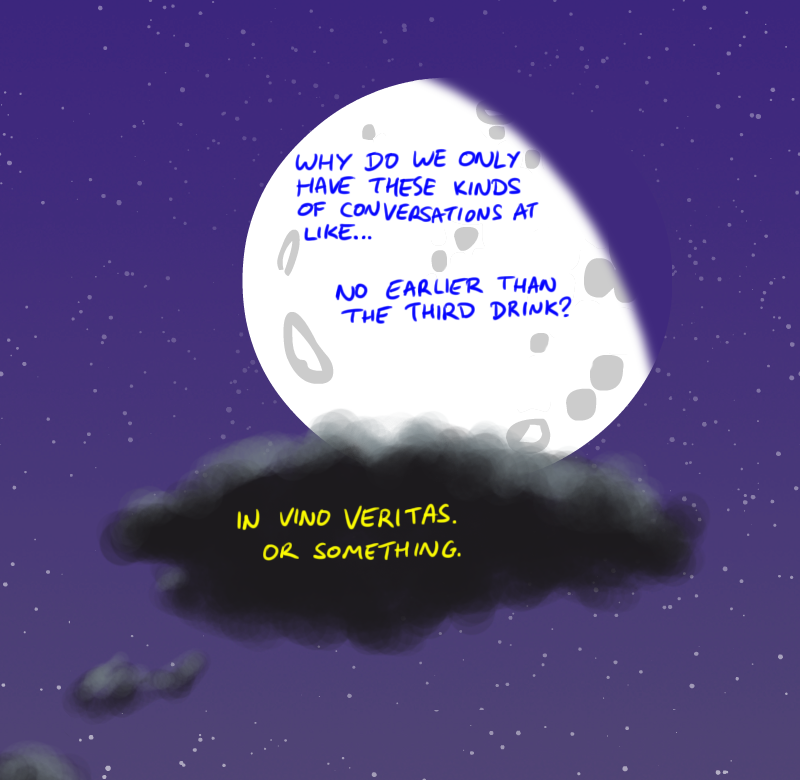 WHY DO WE ONLY
HAVE THESE KINDS
OF CONVERSATIONS AT
LIKE...
NO EARLIER THAN
THE THIRD DRINK?
IN VINO VERITAS.
OR SOMETHING.